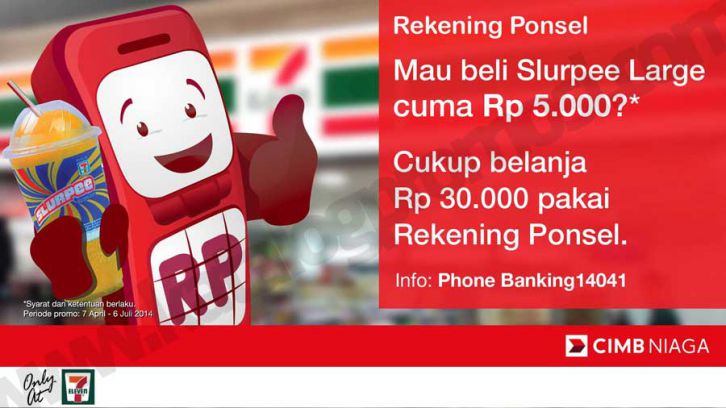 Rekening Ponsel
Mau beli Slurpee Large
cuma Rp 5.000?*
Cukup belanja
Rp 30.000 pakai
Rekening Ponsel.
Info: Phone Banking14041
SLURPEE
RP
*Syarat dan ketentuan berlaku.
Periode promo: 7 April - 6 Juli 2014
CIMB NIAGA
Only
At
7
ELEVEN